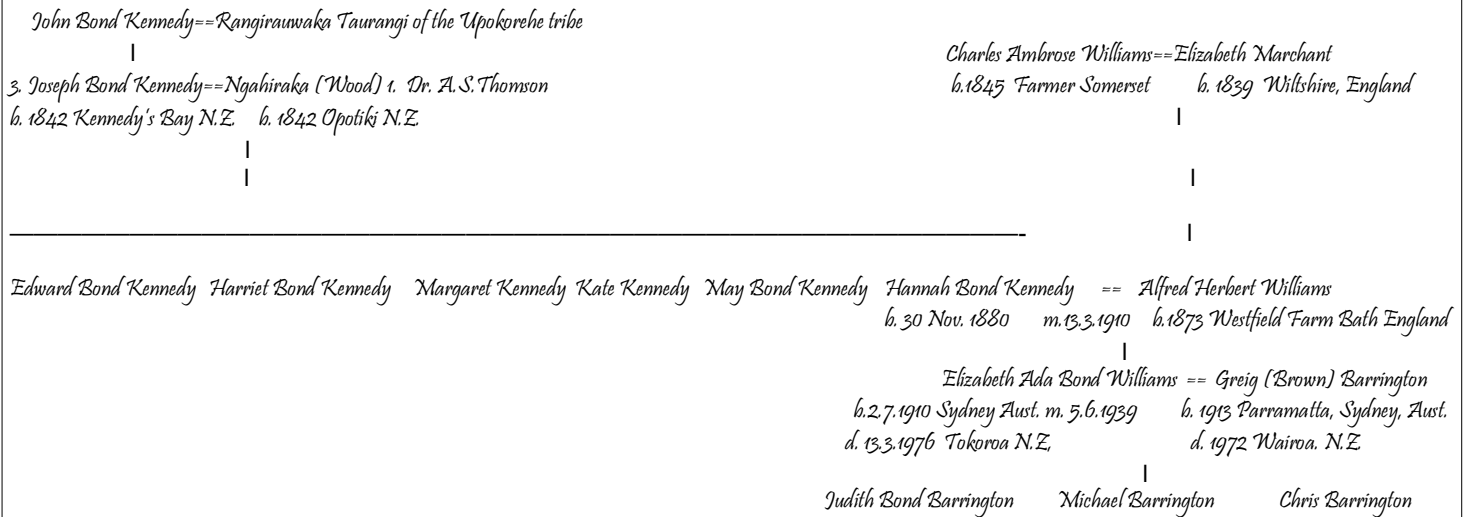 John Bond Kennedy==Rangirauwaka Taurangi of the Upokorehe tribe
Charles Ambrose Williams==Elizabeth Marchant
3. Joseph Bond Kennedy==Ngahiraka (Wood) 1. Dr. A.S.Thomson
b.1845 Farmer Somerset b. 1839 Wiltshire, England
b. 1842 Kennedy's Bay N.Z. b. 1842 Opotiki N.Z.
Edward Bond Kennedy Harriet Bond Kennedy Margaret Kennedy Kate Kennedy May Bond Kennedy Hannah Bond Kennedy == Alfred Herbert Williams
b. 30 Nov. 1880 m.13.3.1910 b.1873 Westfield Farm Bath England
Elizabeth Ada Bond Williams == Greig (Brown) Barrington
b.2.7.1910 Sydney Aust. m. 5.6.1939 b. 1913 Parramatta, Sydney, Aust.
d. 13.3.1976 Tokoroa N.Z, d. 1972 Wairoa. N.Z
Judith Bond Barrington Michael Barrington Chris Barrington